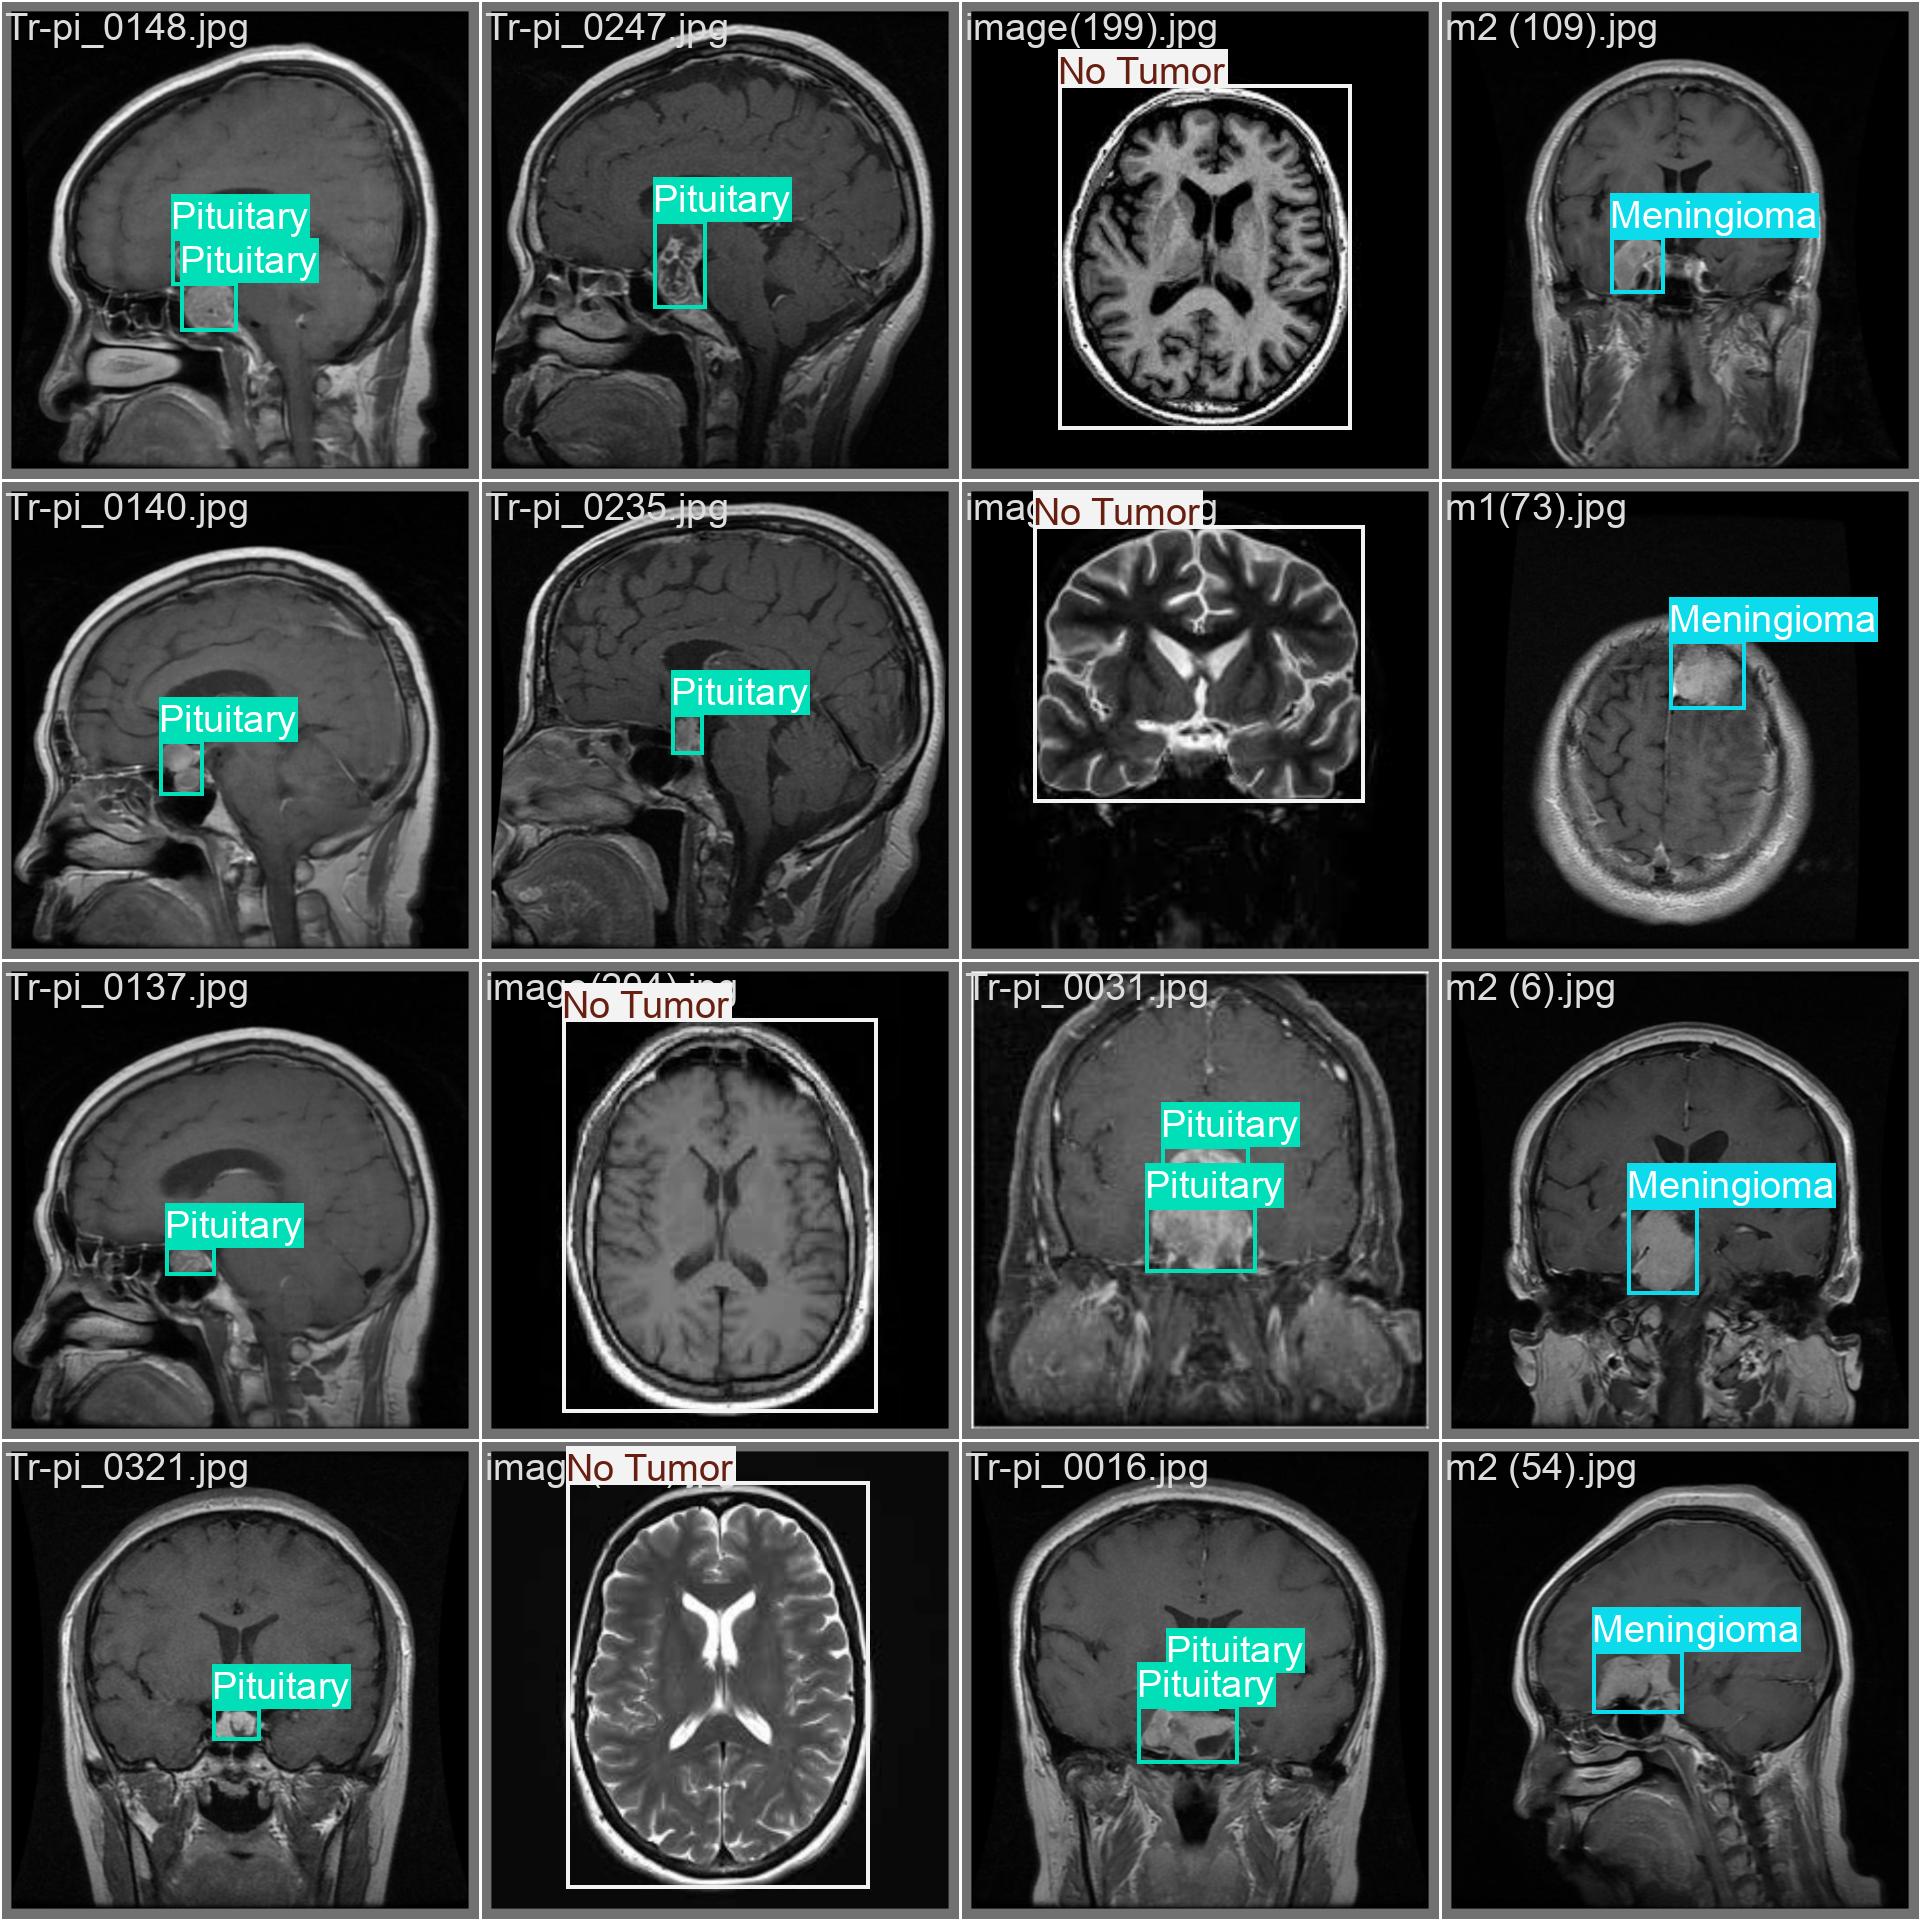 Tr-pi_0148.jpg
Pituitary
Pituitary
Tr-pi_0247.jpg
Pituitary
image(199).jpg
No Tumor
m2 (109).jpg
Meningioma
Tr-pi_0140.jpg
Pituitary
Tr-pi_0235.jpg
Pituitary
No Tumor
m1(73).jpg
Meningioma
Tr-pi_0137.jpg
Pituitary
image(204).jpg
No Tumor
Tr-pi_0031.jpg
Pituitary
Pituitary
m2 (6).jpg
Meningioma
Tr-pi_0321.jpg
Pituitary
No Tumor
Tr-pi_0016.jpg
Pituitary
Pituitary
m2 (54).jpg
Meningioma